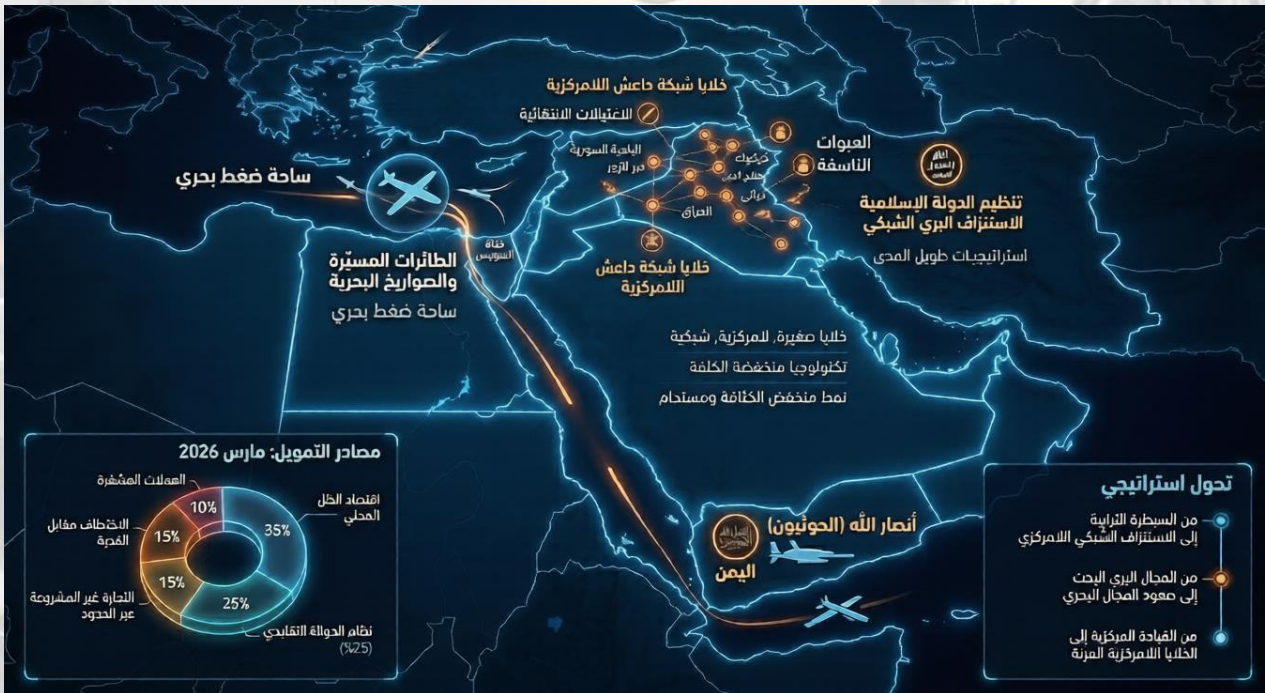 خلايا شبكة داعش اللامركزية
الاغتيالات الانتقائية
العبوات
الناسفة
البادية السورية
دير الزور
ديالى
العراق
ساحة ضغط بحري
قناة
السويس
الطائرات المسيّرة
والصواريخ البحرية
ساحة ضغط بحري
خلايا شبكة داعش
اللامركزية
تنظيم الدولة الإسلامية
الاستنزاف البري الشبكي
استراتيجيات طويل المدى
خلايا صغيرة, لامركزية, شبكية
تكنولوجيا منخفضة الكلفة
نمط منخفض الكثافة ومستدام
مصادر التمويل: مارس 2026
العملات المشفرة
10%
اقتصاد الظل
المحلي
35%
الاختطاف مقابل
الفدية
15%
التجارة غير المشروعة
عبر الحدود
15%
25%
نظام الحوالة التقليدي
أنصار الله (الحوثيون)
اليمن
تحول استراتيجي
من السيطرة الترابية
إلى الاستنزاف الشبكي اللامركزي
من المجال البري البحت
إلى صعود المجال البحري
من القيادة المركزية إلى
الخلايا اللامركزية المرنة